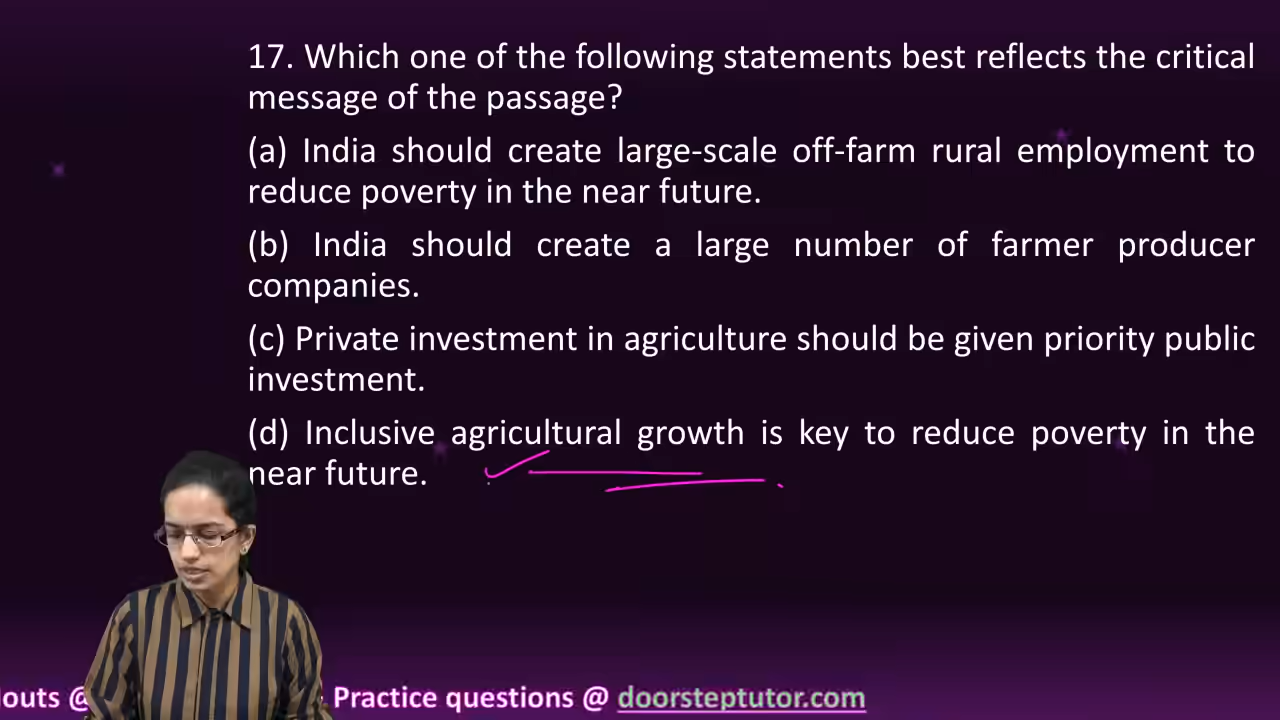 17. Which one of the following statements best reflects the critical
message of the passage?
(a) India should create large-scale off-farm rural employment to
reduce poverty in the near future.
(b) India should create a large number of farmer producer
companies.
(c) Private investment in agriculture should be given priority public
investment.
(d) Inclusive agricultural growth is key to reduce poverty in the
near future.
Practice questions @ doorsteptutor.com